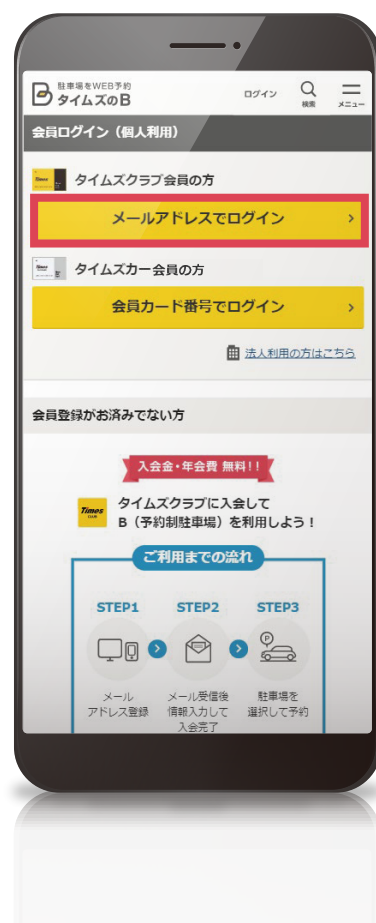 駐車場をWEB予約
タイムズのB
ログイン
検索
メニュー
会員ログイン（個人利用）
タイムズクラブ会員の方
メールアドレスでログイン
タイムズカー会員の方
会員カード番号でログイン
法人利用の方はこちら
会員登録がお済みでない方
入会金・年会費 無料!!
Times
CLUB
タイムズクラブに入会して
B（予約制駐車場）を利用しよう！
ご利用までの流れ
STEP1 STEP2 STEP3
P
メール
アドレス登録
メール受信後
情報入力して
入会完了
駐車場を
選択して予約